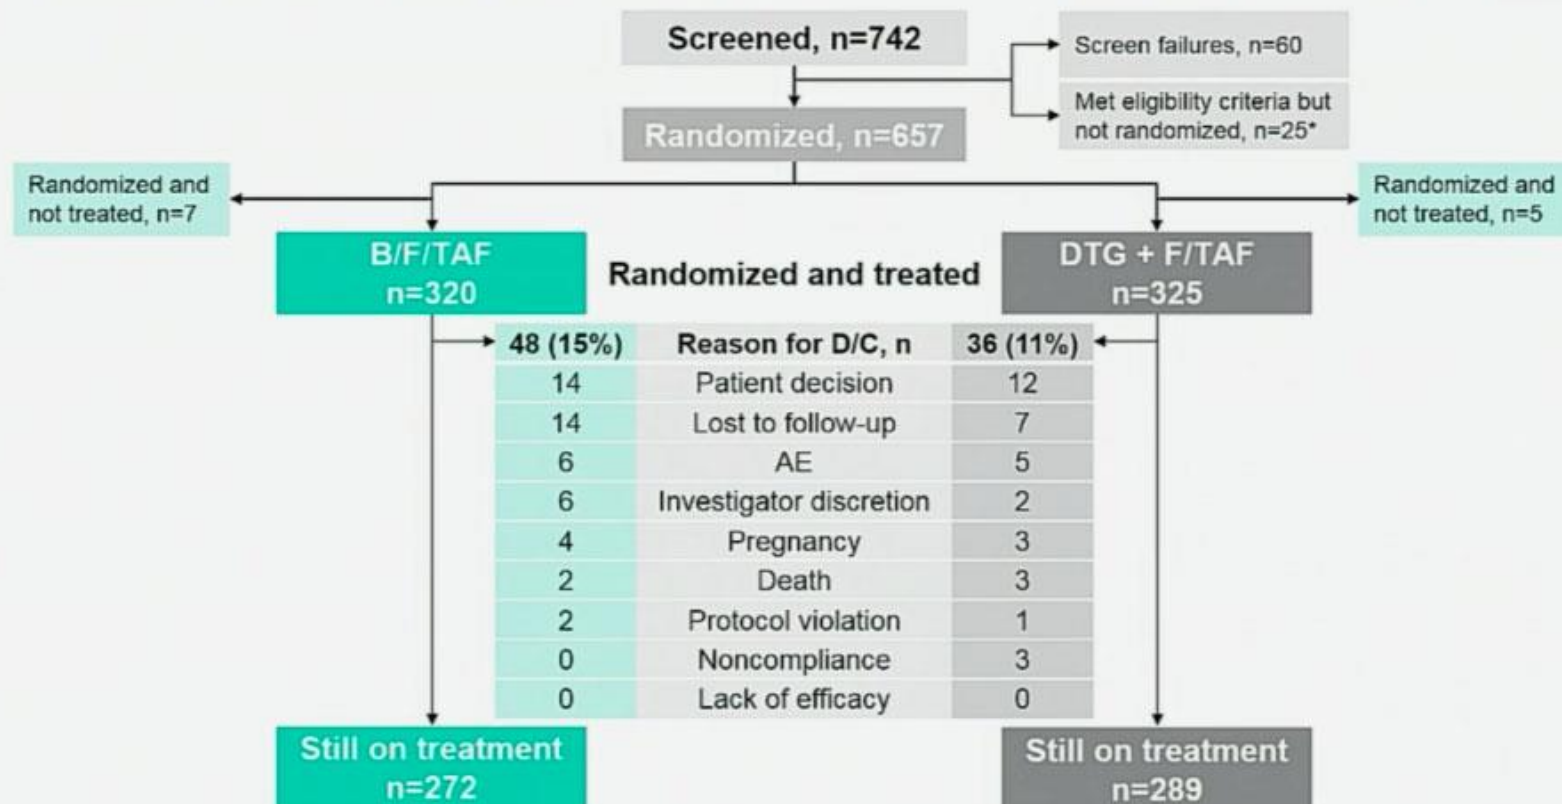 Screened, n=742
Screen failures, n=60
Met eligibility criteria but
not randomized, n=25*
Randomized, n=657
Randomized and
not treated, n=7
Randomized and
not treated, n=5
B/F/TAF
n=320
Randomized and treated
DTG + F/TAF
n=325
48 (15%) Reason for D/C, n 36 (11%)
14 Patient decision 12
14 Lost to follow-up 7
6 AE 5
6 Investigator discretion 2
4 Pregnancy 3
2 Death 3
2 Protocol violation 1
0 Noncompliance 3
0 Lack of efficacy 0
Still on treatment
n=272
Still on treatment
n=289